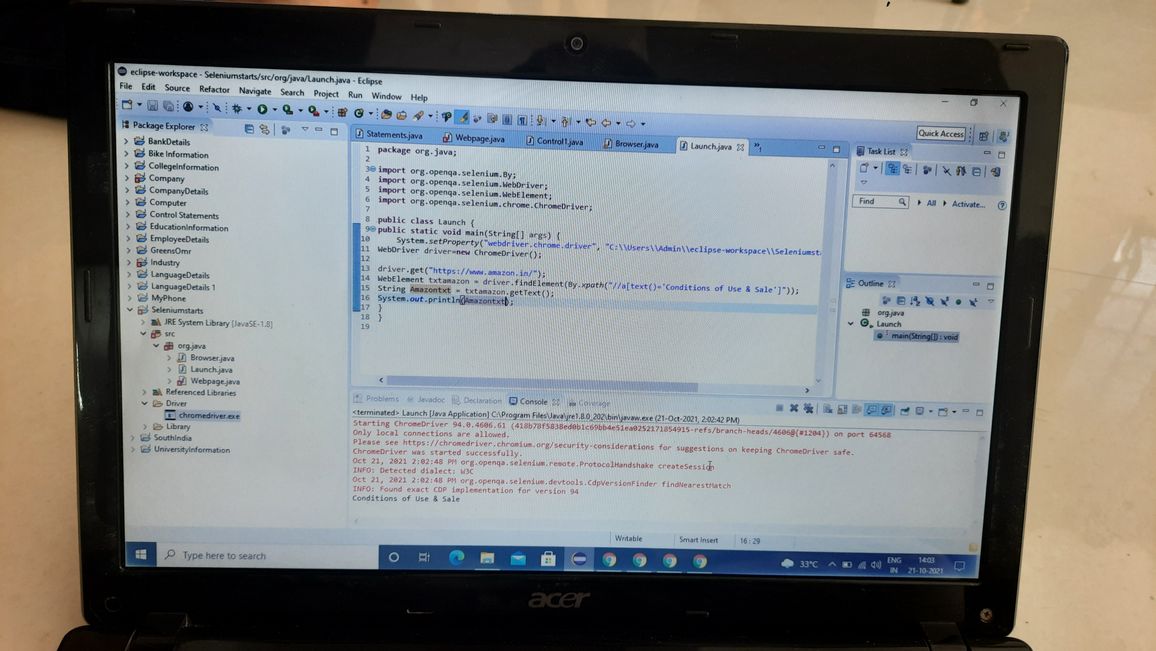 eclipse-workspace - Seleniumstarts/src/org/java/Launch.java - Eclipse
File Edit Source Refactor Navigate Search Project Run Window Help
Quick Access
Package Explorer
BankDetails
Bike Information
CollegeInformation
Company
CompanyDetails
Computer
Control Statements
EducationInformation
EmployeeDetails
GreensOmr
Industry
LanguageDetails
LanguageDetails 1
MyPhone
Seleniumstarts
JRE System Library [JavaSE-1.8]
src
org.java
Browser.java
Launch.java
Webpage.java
Referenced Libraries
Driver
chromedriver.exe
Library
SouthIndia
UniversityInformation
Statements.java Webpage.java Control1.java Browser.java Launch.java
1 package org.java;
2
3 import org.openqa.selenium.By;
4 import org.openqa.selenium.WebDriver;
5 import org.openqa.selenium.WebElement;
6 import org.openqa.selenium.chrome.ChromeDriver;
7
8 public class Launch {
9 public static void main(String[] args) {
10 System.setProperty("webdriver.chrome.driver", "C:\\Users\\Admin\\eclipse-workspace\\Seleniumst
11 WebDriver driver=new ChromeDriver();
12
13 driver.get("https://www.amazon.in/");
14 WebElement txtamazon = driver.findElement(By.xpath("//a[text()='Conditions of Use & Sale']"));
15 String Amazontxt = txtamazon.getText();
16 System.out.println(Amazontxt);
17 }
18 }
19
Task List
Find All Activate...
Outline
org.java
Launch
main(String[]) : void
Problems Javadoc Declaration Console Coverage
<terminated> Launch [Java Application] C:\Program Files\Java\jre1.8.0_202\bin\javaw.exe (21-Oct-2021, 2:02:42 PM)
Starting ChromeDriver 94.0.4606.61 (418b78f5838ed0b1c69bb4e51ea0252171854915-refs/branch-heads/4606@{#1204}) on port 64568
Only local connections are allowed.
Please see https://chromedriver.chromium.org/security-considerations for suggestions on keeping ChromeDriver safe.
ChromeDriver was started successfully.
Oct 21, 2021 2:02:48 PM org.openqa.selenium.remote.ProtocolHandshake createSession
INFO: Detected dialect: W3C
Oct 21, 2021 2:02:48 PM org.openqa.selenium.devtools.CdpVersionFinder findNearestMatch
INFO: Found exact CDP implementation for version 94
Conditions of Use & Sale
Writable Smart Insert 16 : 29
Type here to search
33°C
ENG
IN
14:03
21-10-2021
acer